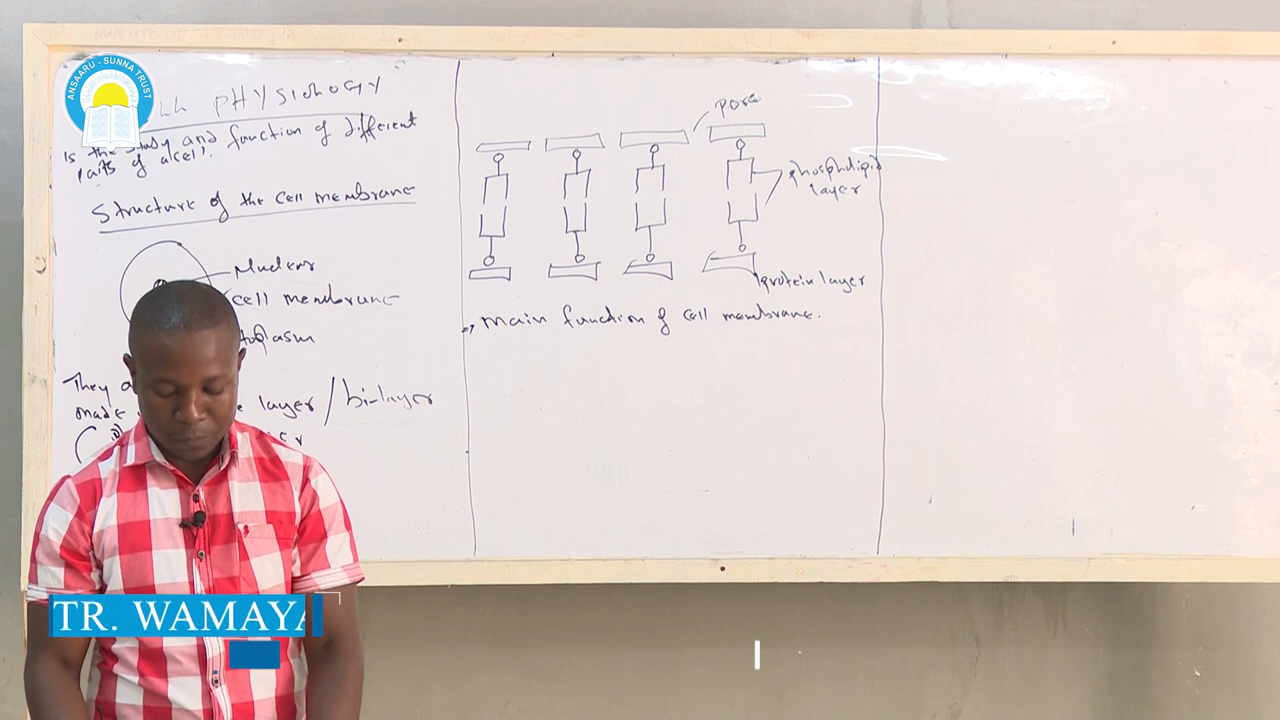 ANSAARU - SUNNA TRUST
PHYSIOLOGY
Is the study and function of different
parts of a cell.
Structure of the cell membrane
Nucleus
cell membrane
They
made layer / bi-layer
pore
phospholipid
layer
protein layer
main function of cell membrane.
TR. WAMAYA